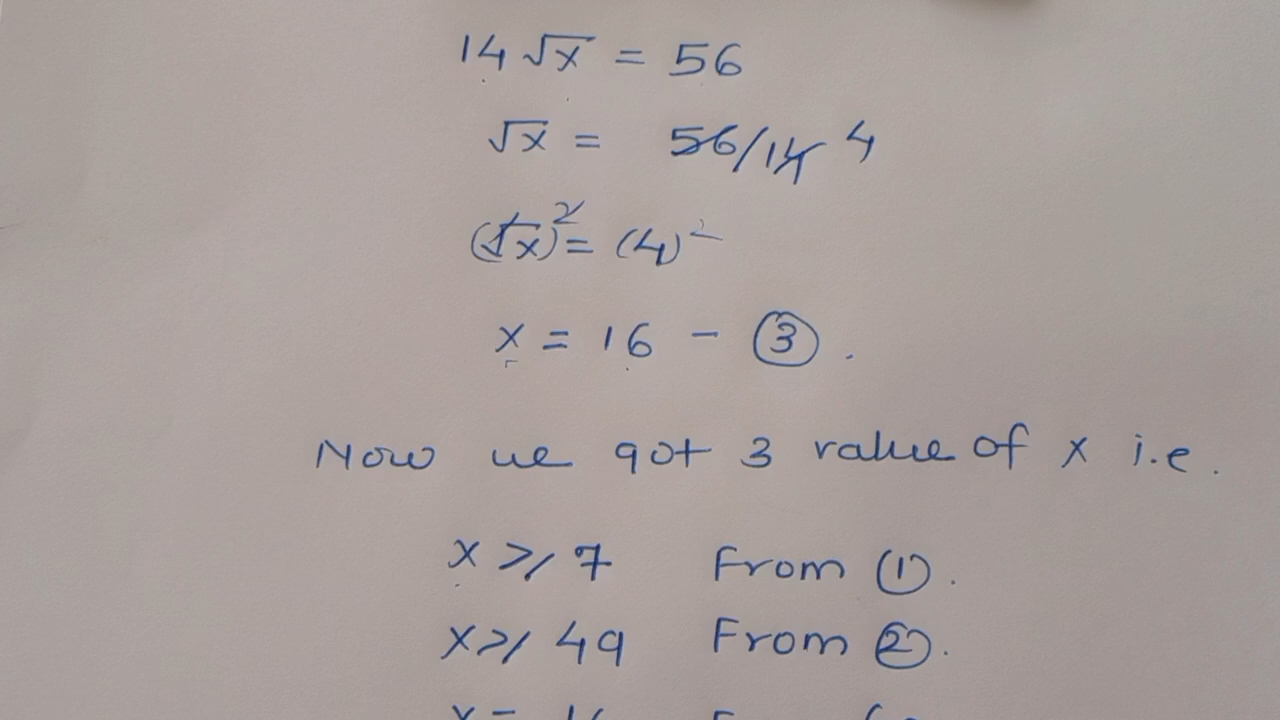 14 √x = 56
√x = 56/14 4
(√x)² = (4)²
x = 16 - ③.
Now we got 3 value of x i.e.
x ⩾ 7 From ①.
x ⩾ 49 From ②.